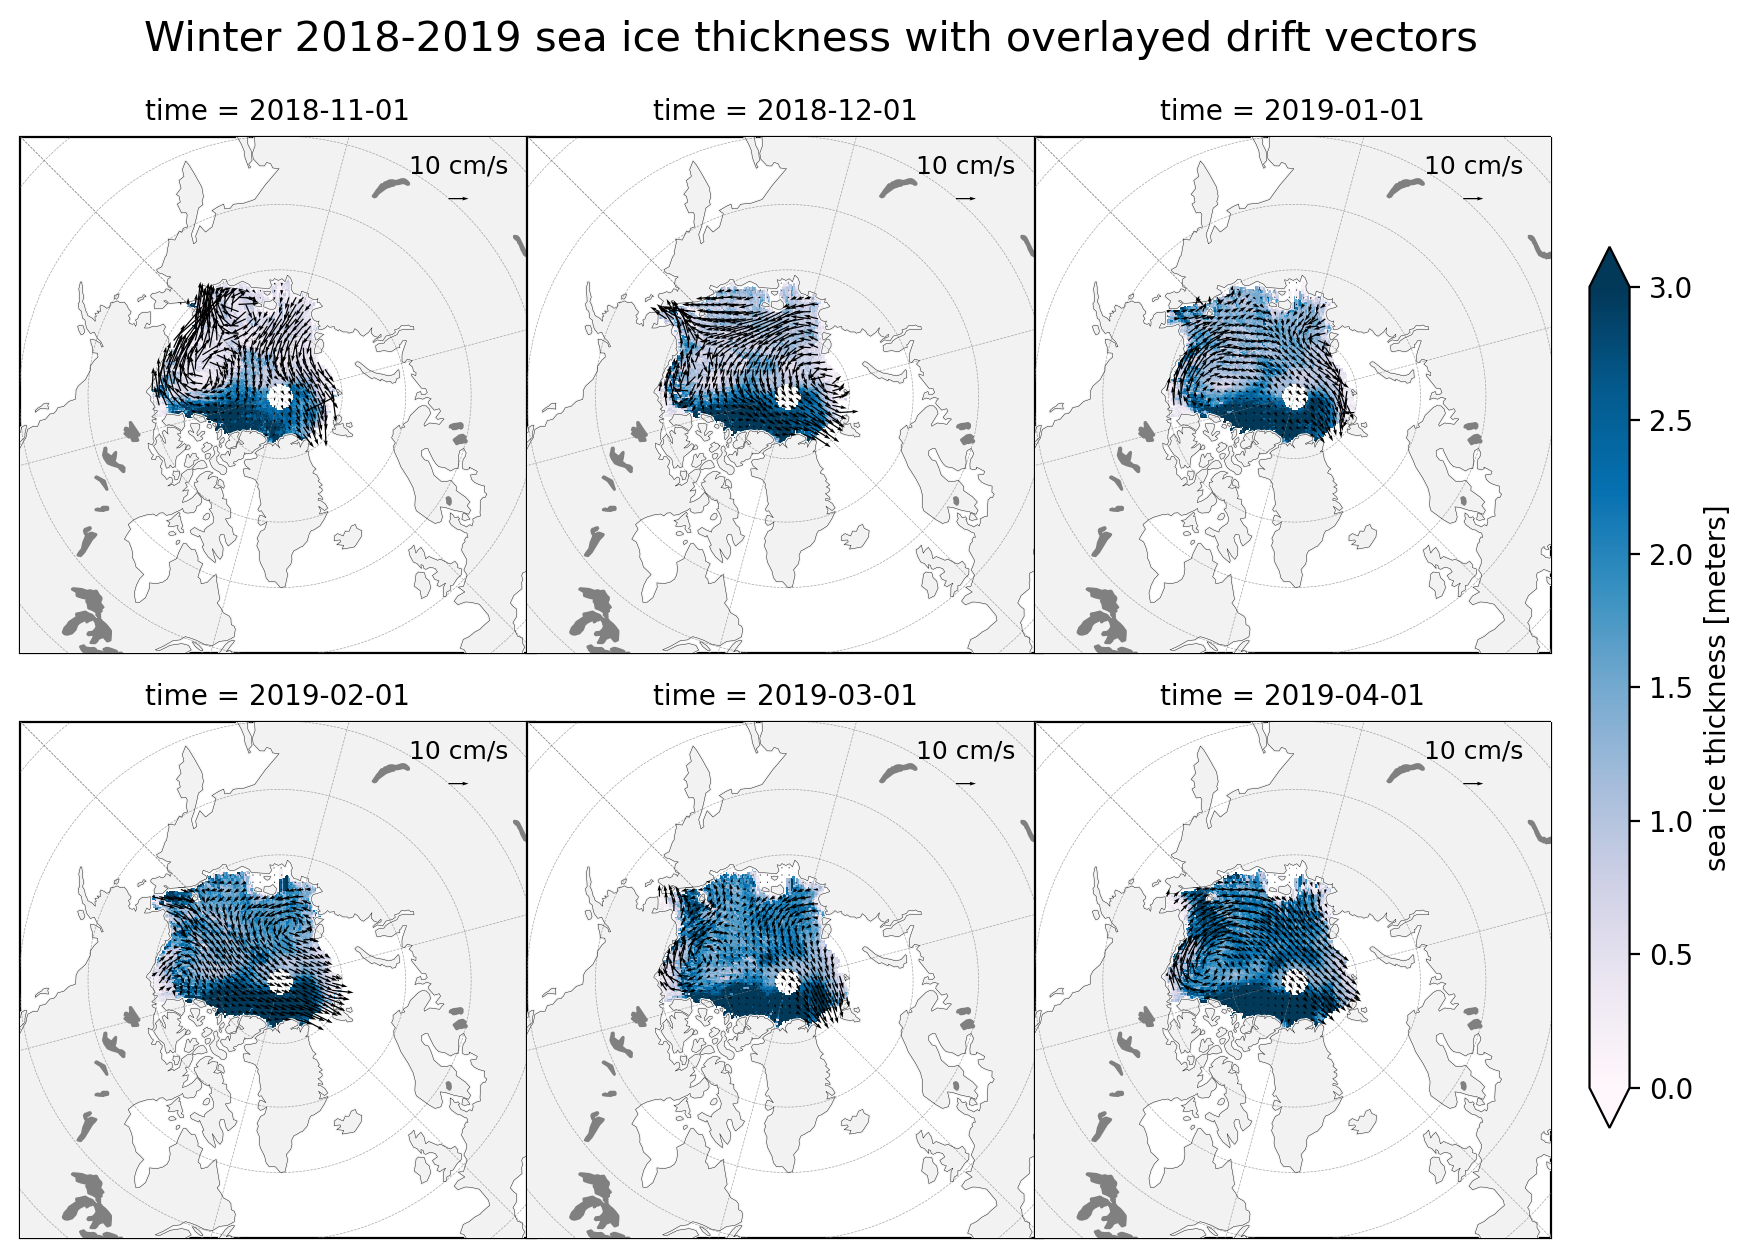 Winter 2018-2019 sea ice thickness with overlayed drift vectors
time = 2018-11-01
time = 2018-12-01
time = 2019-01-01
10 cm/s
10 cm/s
10 cm/s
time = 2019-02-01
time = 2019-03-01
time = 2019-04-01
10 cm/s
10 cm/s
10 cm/s
3.0
2.5
2.0
1.5
1.0
0.5
0.0
sea ice thickness [meters]